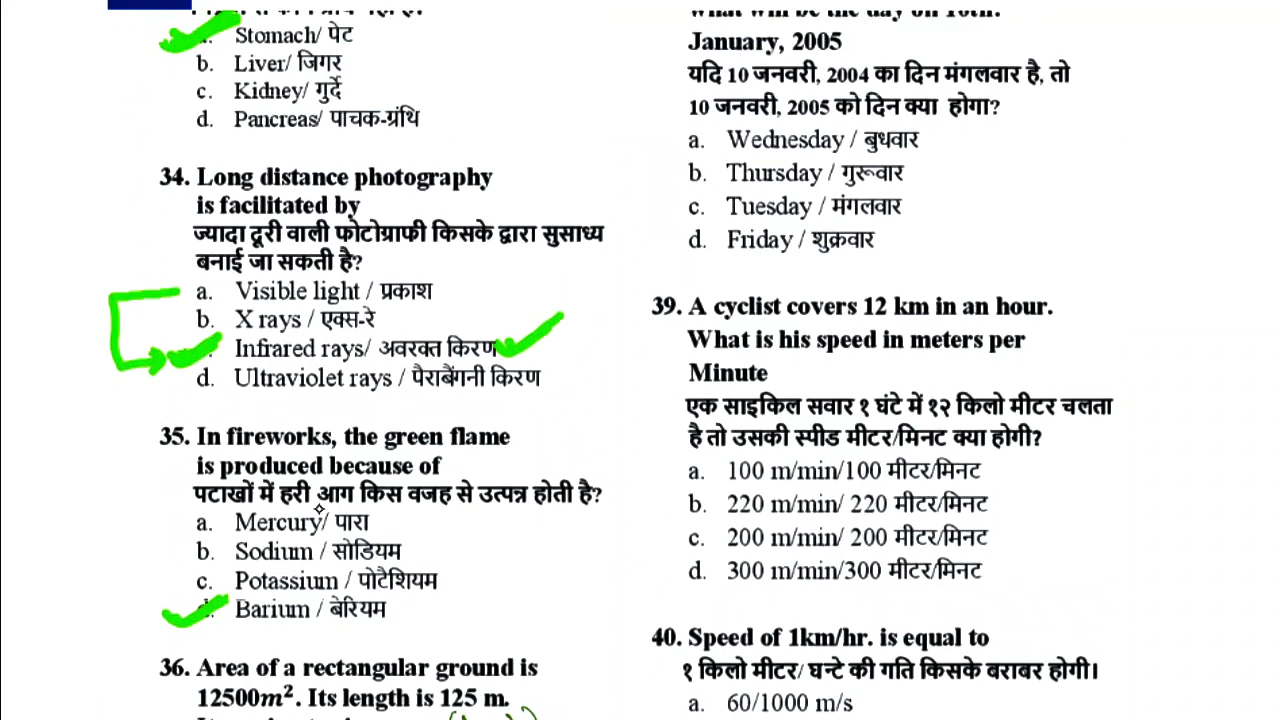 a. Stomach/ पेट
b. Liver/ जिगर
c. Kidney/ गुर्दे
d. Pancreas/ पाचक-ग्रंथि
34. Long distance photography
is facilitated by
ज्यादा दूरी वाली फोटोग्राफी किसके द्वारा सुसाध्य
बनाई जा सकती है?
a. Visible light / प्रकाश
b. X rays / एक्स-रे
Infrared rays/ अवरक्त किरण
d. Ultraviolet rays / पैराबैंगनी किरण
35. In fireworks, the green flame
is produced because of
पटाखों में हरी आग किस वजह से उत्पन्न होती है?
a. Mercury/ पारा
b. Sodium / सोडियम
c. Potassium / पोटैशियम
d. Barium / बेरियम
36. Area of a rectangular ground is
12500m². Its length is 125 m.
What will be the day on 10th.
January, 2005
यदि 10 जनवरी, 2004 का दिन मंगलवार है, तो
10 जनवरी, 2005 को दिन क्या होगा?
a. Wednesday / बुधवार
b. Thursday / गुरूवार
c. Tuesday / मंगलवार
d. Friday / शुक्रवार
39. A cyclist covers 12 km in an hour.
What is his speed in meters per
Minute
एक साइकिल सवार १ घंटे में १२ किलो मीटर चलता
है तो उसकी स्पीड मीटर/मिनट क्या होगी?
a. 100 m/min/100 मीटर/मिनट
b. 220 m/min/ 220 मीटर/मिनट
c. 200 m/min/ 200 मीटर/मिनट
d. 300 m/min/300 मीटर/मिनट
40. Speed of 1km/hr. is equal to
१ किलो मीटर/ घन्टे की गति किसके बराबर होगी।
a. 60/1000 m/s